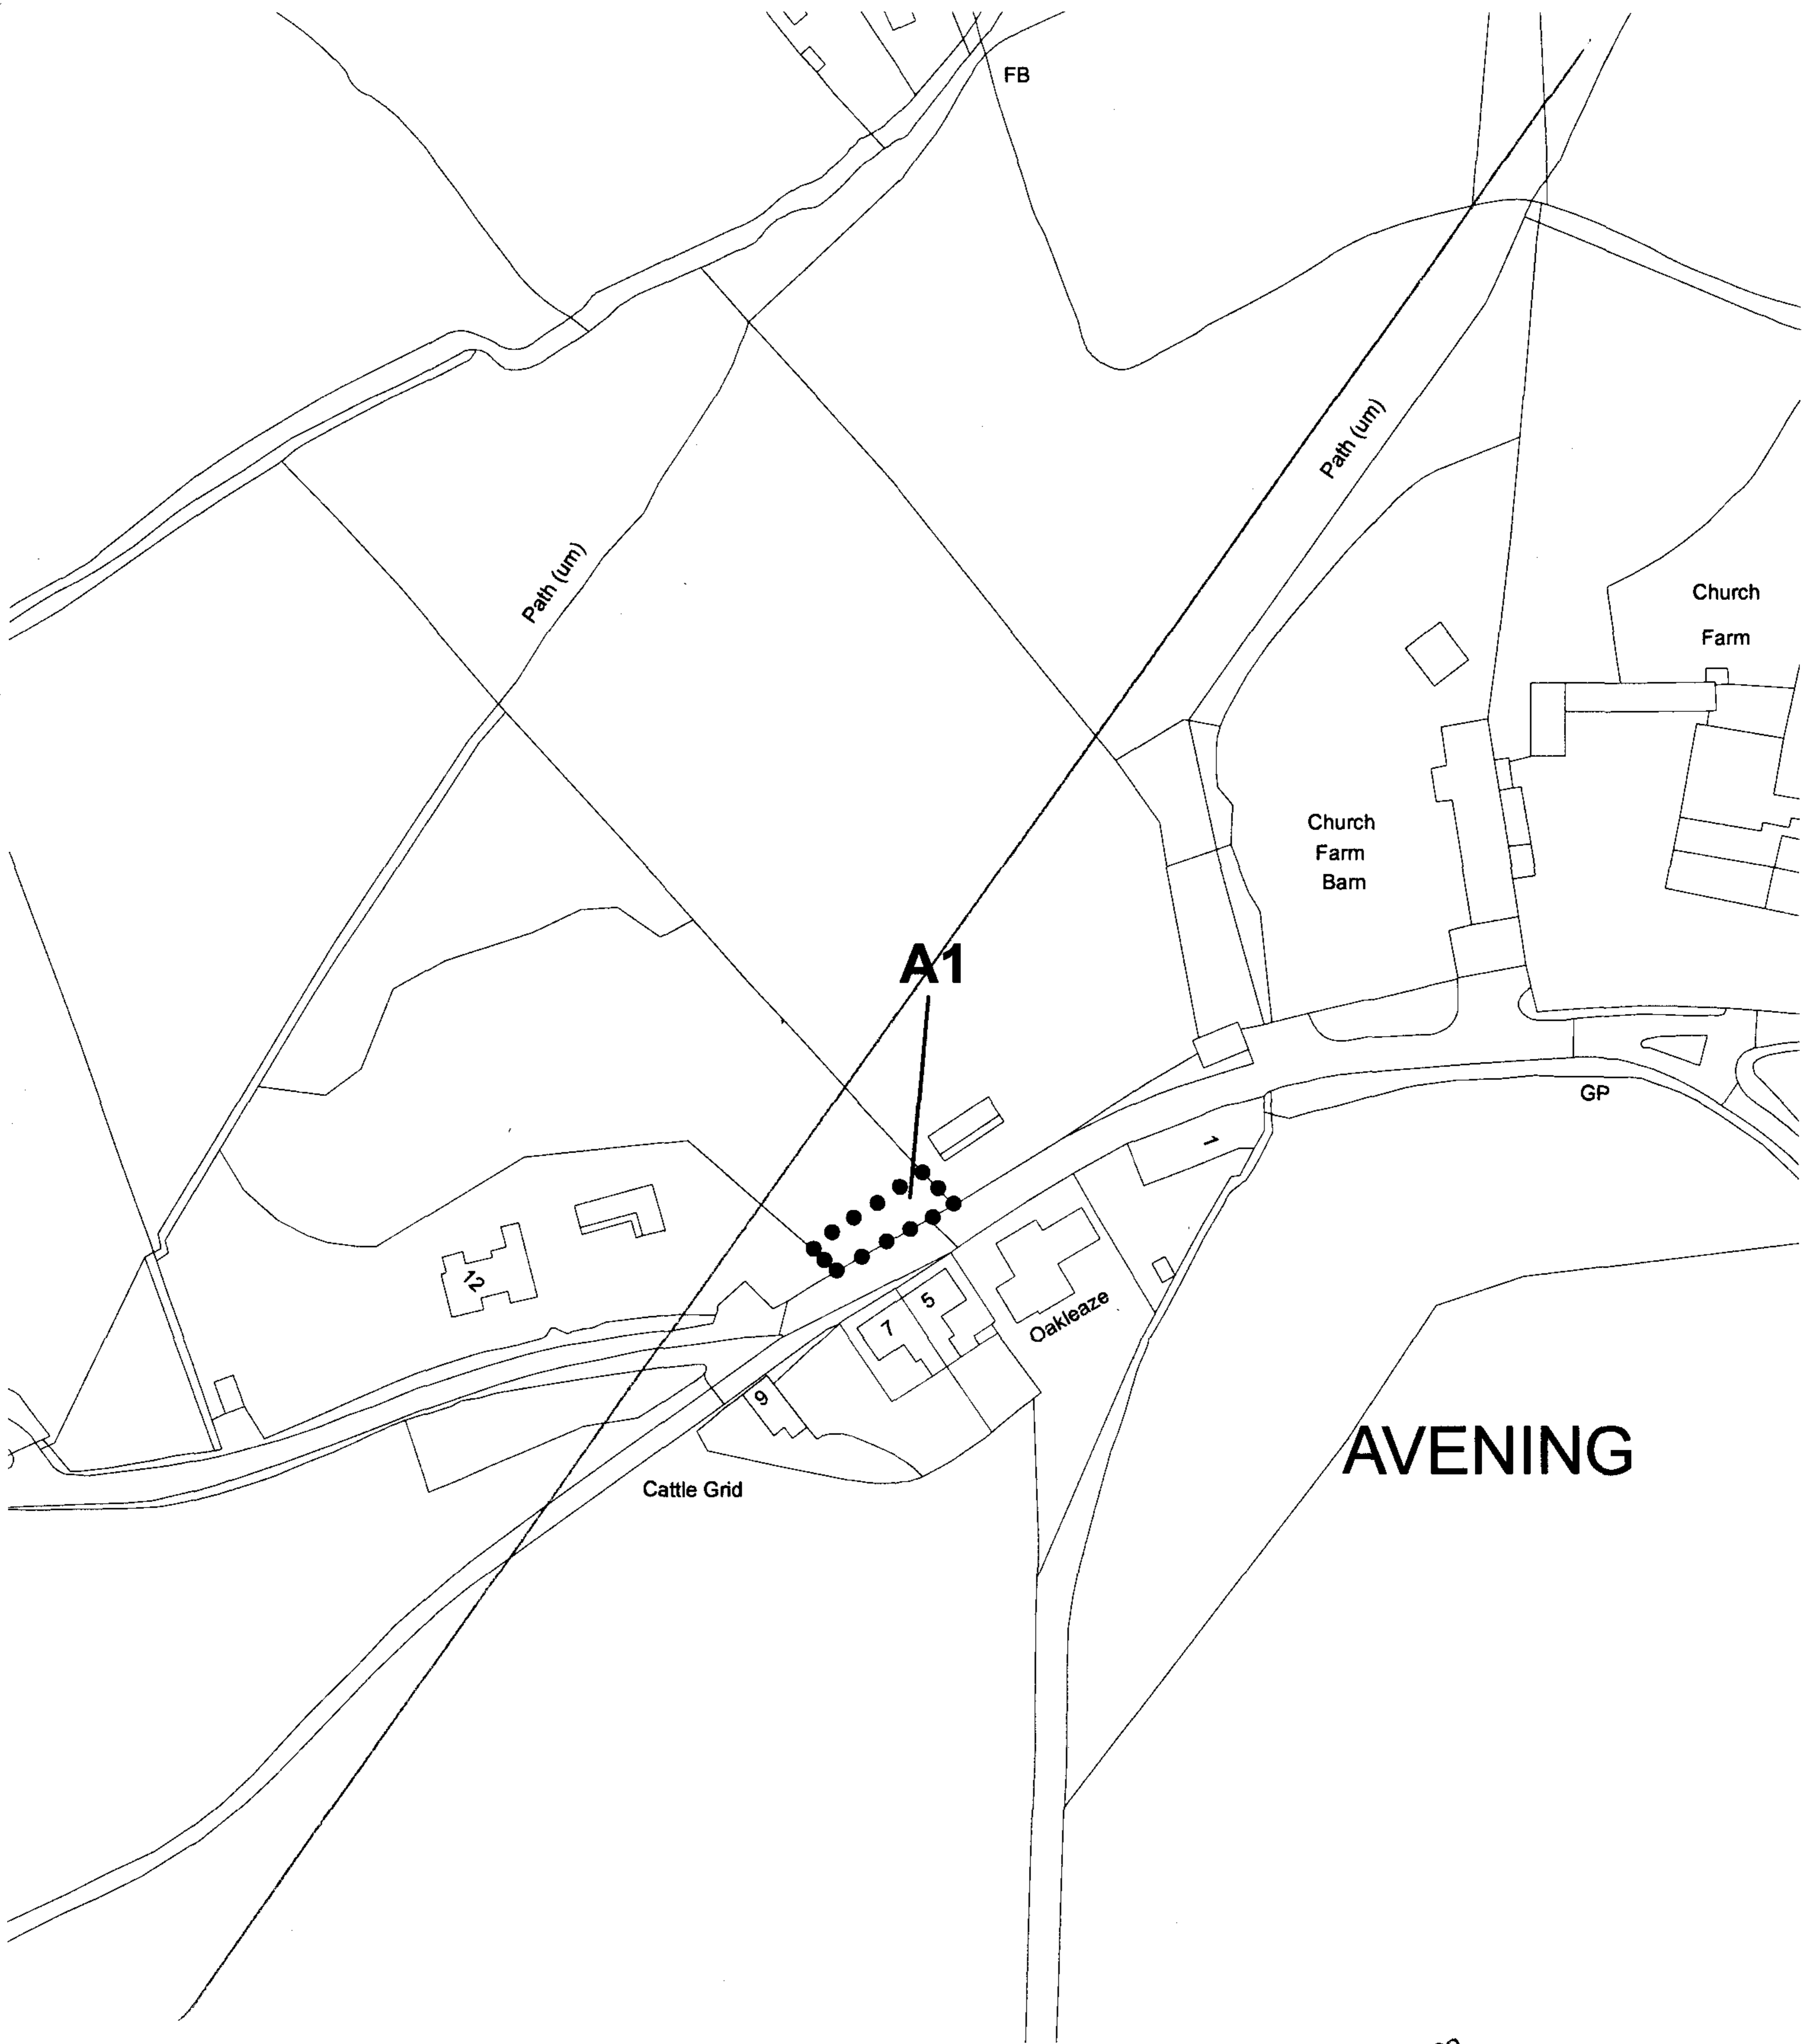 FB
Path (um)
Path (um)
Church
Farm
Church
Farm
Barn
A1
GP
1
12
5
7
Oakleaze
9
AVENING
Cattle Grid